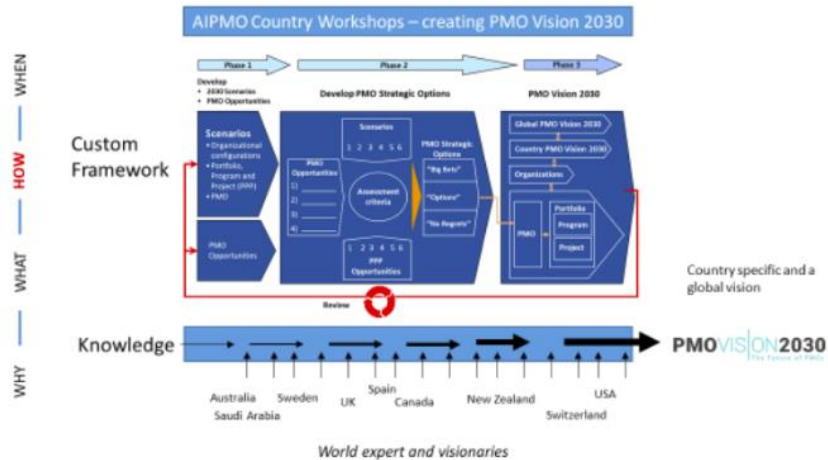 AIPMO Country Workshops – creating PMO Vision 2030
WHEN
HOW
WHAT
WHY
Phase 1
Phase 2
Phase 3
Develop
• 2030 Scenarios
• PMO Opportunities
Develop PMO Strategic Options
PMO Vision 2030
Custom
Framework
Scenarios
• Organizational
configurations
• Portfolio,
Program and
Project (PPP)
• PMO
PMO
Opportunities
Scenarios
1 2 3 4 5 6
PMO
Opportunities
1)
2)
3)
4)
Assessment
criteria
1 2 3 4 5 6
PPP
Opportunities
PMO Strategic
Options
"Big Bets"
"Options"
"No Regrets"
Global PMO Vision 2030
Country PMO Vision 2030
Organizations
PMO
Portfolio
Program
Project
Review
Country specific and a
global vision
Knowledge
PMOVISION2030
The Future of PMOs
Australia
Saudi Arabia
Sweden
UK
Spain
Canada
New Zealand
Switzerland
USA
World expert and visionaries